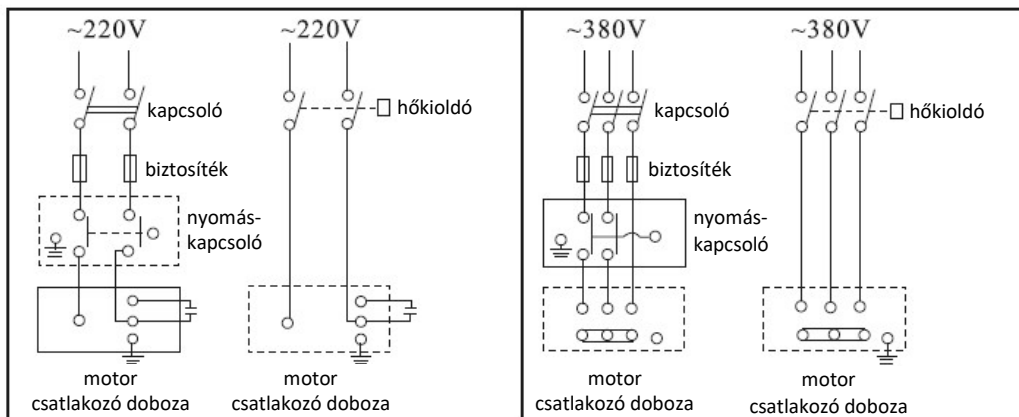 ~220V
kapcsoló
biztosíték
nyomás-
kapcsoló
motor
csatlakozó doboza
~220V
hőkioldó
motor
csatlakozó doboza
~380V
kapcsoló
biztosíték
nyomás-
kapcsoló
motor
csatlakozó doboza
~380V
hőkioldó
motor
csatlakozó doboza